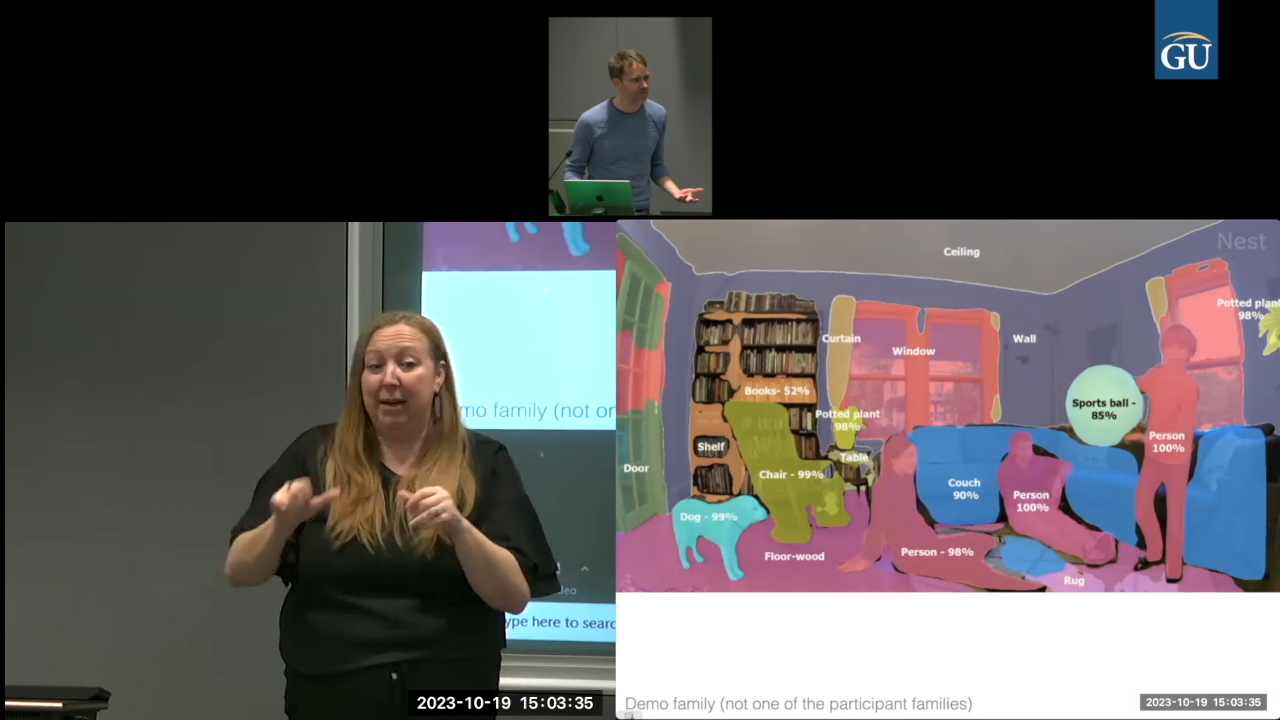 GU
Nest
Ceiling
Potted plant
98%
Curtain
Window
Wall
Books- 52%
Sports ball -
85%
Potted plant
98%
mo family (not or
Person
100%
Shelf
Table
Door
Chair - 99%
Couch
90%
Person
100%
Dog - 99%
Floor-wood
Person - 98%
Rug
deo
ype here to searc
2023-10-19 15:03:35
Demo family (not one of the participant families)
2023-10-19 15:03:35